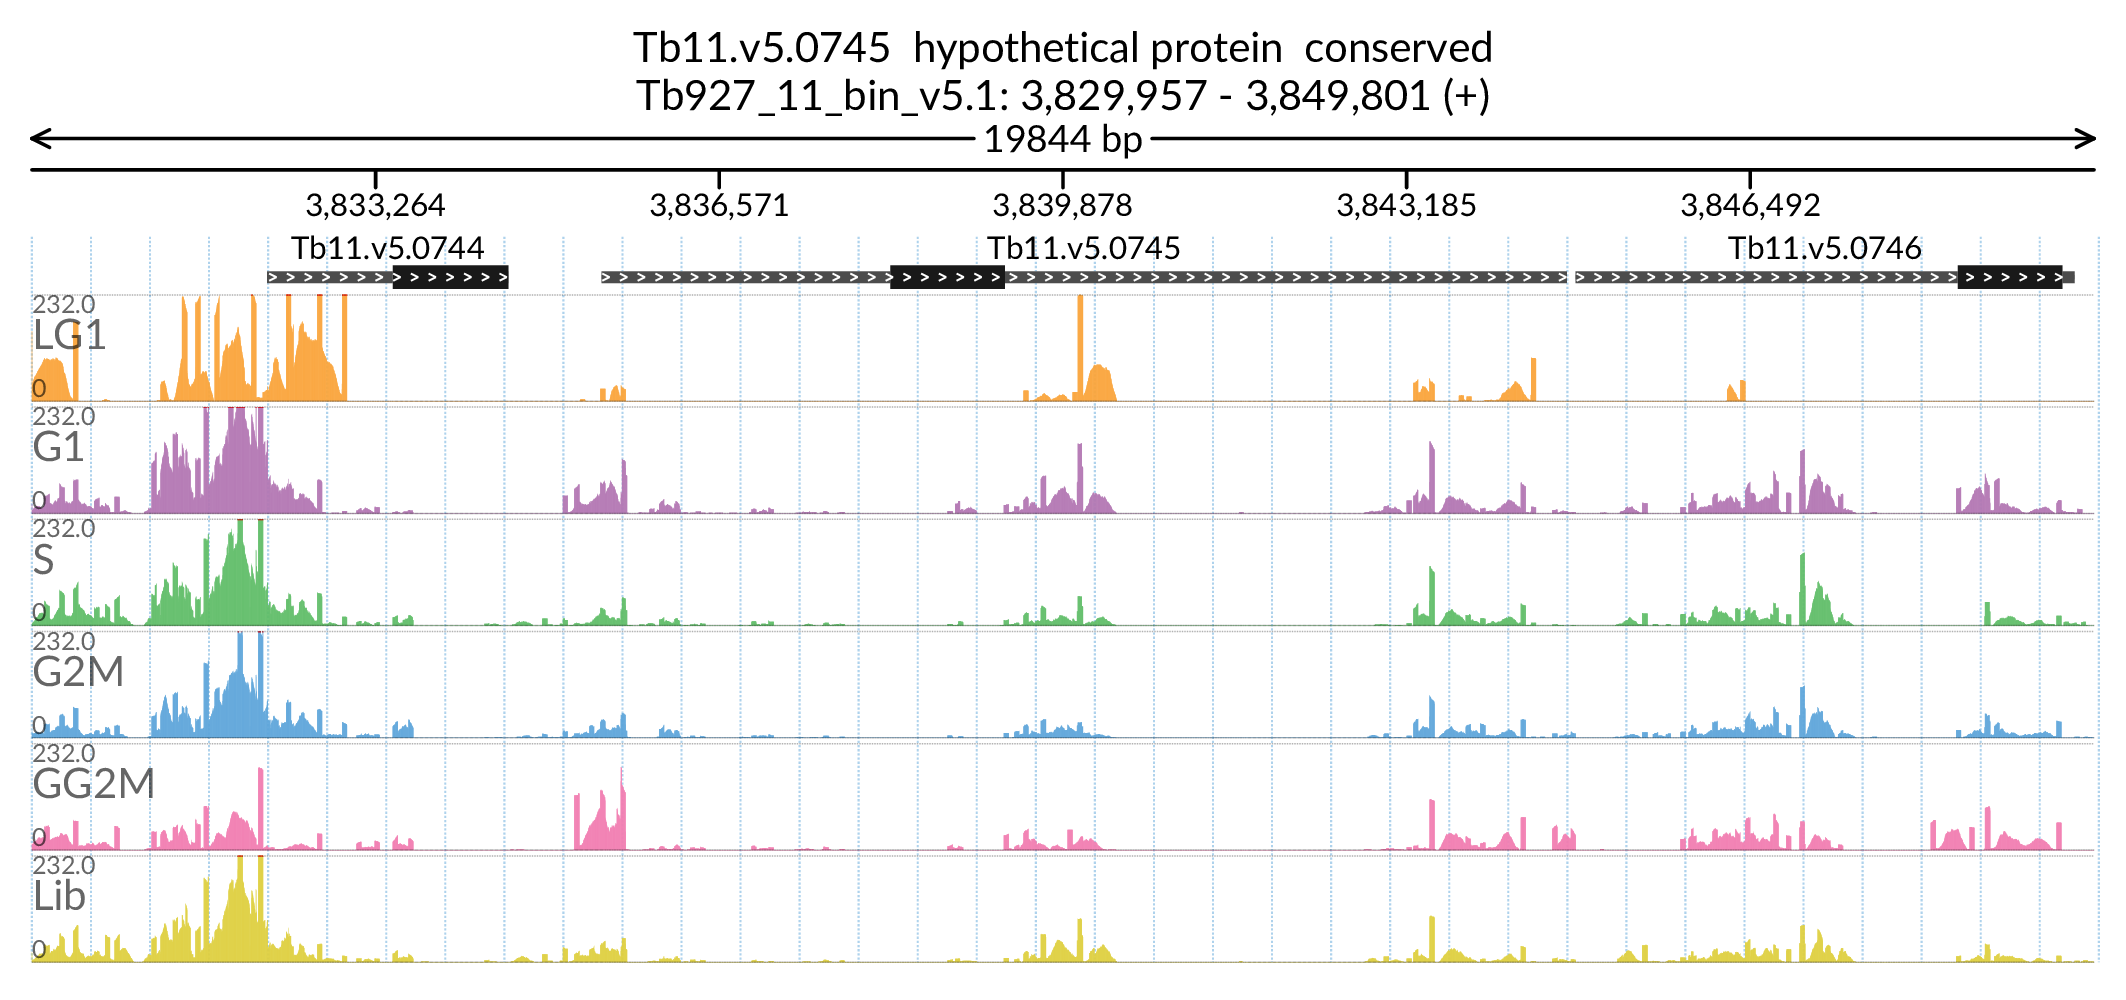 Tb11.v5.0745 hypothetical protein conserved
Tb927_11_bin_v5.1: 3,829,957 - 3,849,801 (+)
19844 bp
3,833,264 3,836,571 3,839,878 3,843,185 3,846,492
Tb11.v5.0744 Tb11.v5.0745 Tb11.v5.0746
232.0
LG1
0
232.0
G1
0
232.0
S
0
232.0
G2M
0
232.0
GG2M
0
232.0
Lib
0